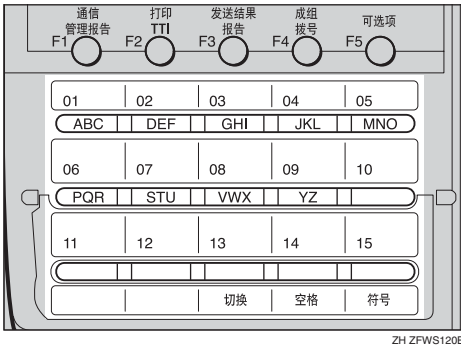 通信 打印 发送结果 成组 可选项
管理报告 TTI 报告 拨号
F1 F2 F3 F4 F5
01 02 03 04 05
ABC DEF GHI JKL MNO
06 07 08 09 10
PQR STU VWX YZ
11 12 13 14 15
切换 空格 符号
ZH ZFWS120E